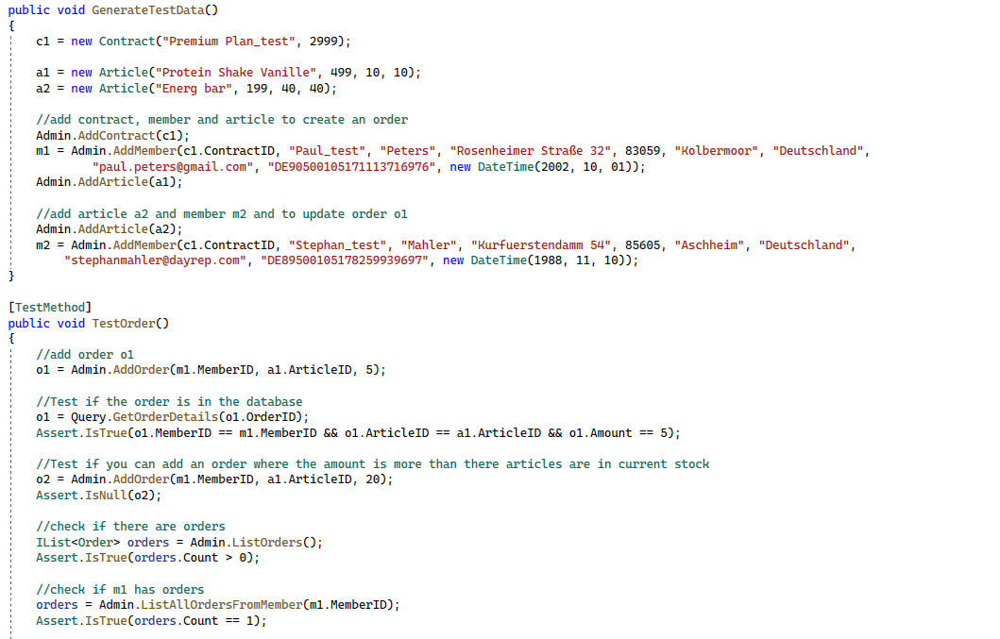 public void GenerateTestData()
{
c1 = new Contract("Premium Plan_test", 2999);
a1 = new Article("Protein Shake Vanille", 499, 10, 10);
a2 = new Article("Energ bar", 199, 40, 40);
//add contract, member and article to create an order
Admin.AddContract(c1);
m1 = Admin.AddMember(c1.ContractID, "Paul_test", "Peters", "Rosenheimer Straße 32", 83059, "Kolbermoor", "Deutschland",
"paul.peters@gmail.com", "DE90500105171113716976", new DateTime(2002, 10, 01));
Admin.AddArticle(a1);
//add article a2 and member m2 and to update order o1
Admin.AddArticle(a2);
m2 = Admin.AddMember(c1.ContractID, "Stephan_test", "Mahler", "Kurfuerstendamm 54", 85605, "Aschheim", "Deutschland",
"stephanmahler@dayrep.com", "DE89500105178259939697", new DateTime(1988, 11, 10));
}
[TestMethod]
public void TestOrder()
{
//add order o1
o1 = Admin.AddOrder(m1.MemberID, a1.ArticleID, 5);
//Test if the order is in the database
o1 = Query.GetOrderDetails(o1.OrderID);
Assert.IsTrue(o1.MemberID == m1.MemberID && o1.ArticleID == a1.ArticleID && o1.Amount == 5);
//Test if you can add an order where the amount is more than there articles are in current stock
o2 = Admin.AddOrder(m1.MemberID, a1.ArticleID, 20);
Assert.IsNull(o2);
//check if there are orders
IList<Order> orders = Admin.ListOrders();
Assert.IsTrue(orders.Count > 0);
//check if m1 has orders
orders = Admin.ListAllOrdersFromMember(m1.MemberID);
Assert.IsTrue(orders.Count == 1);